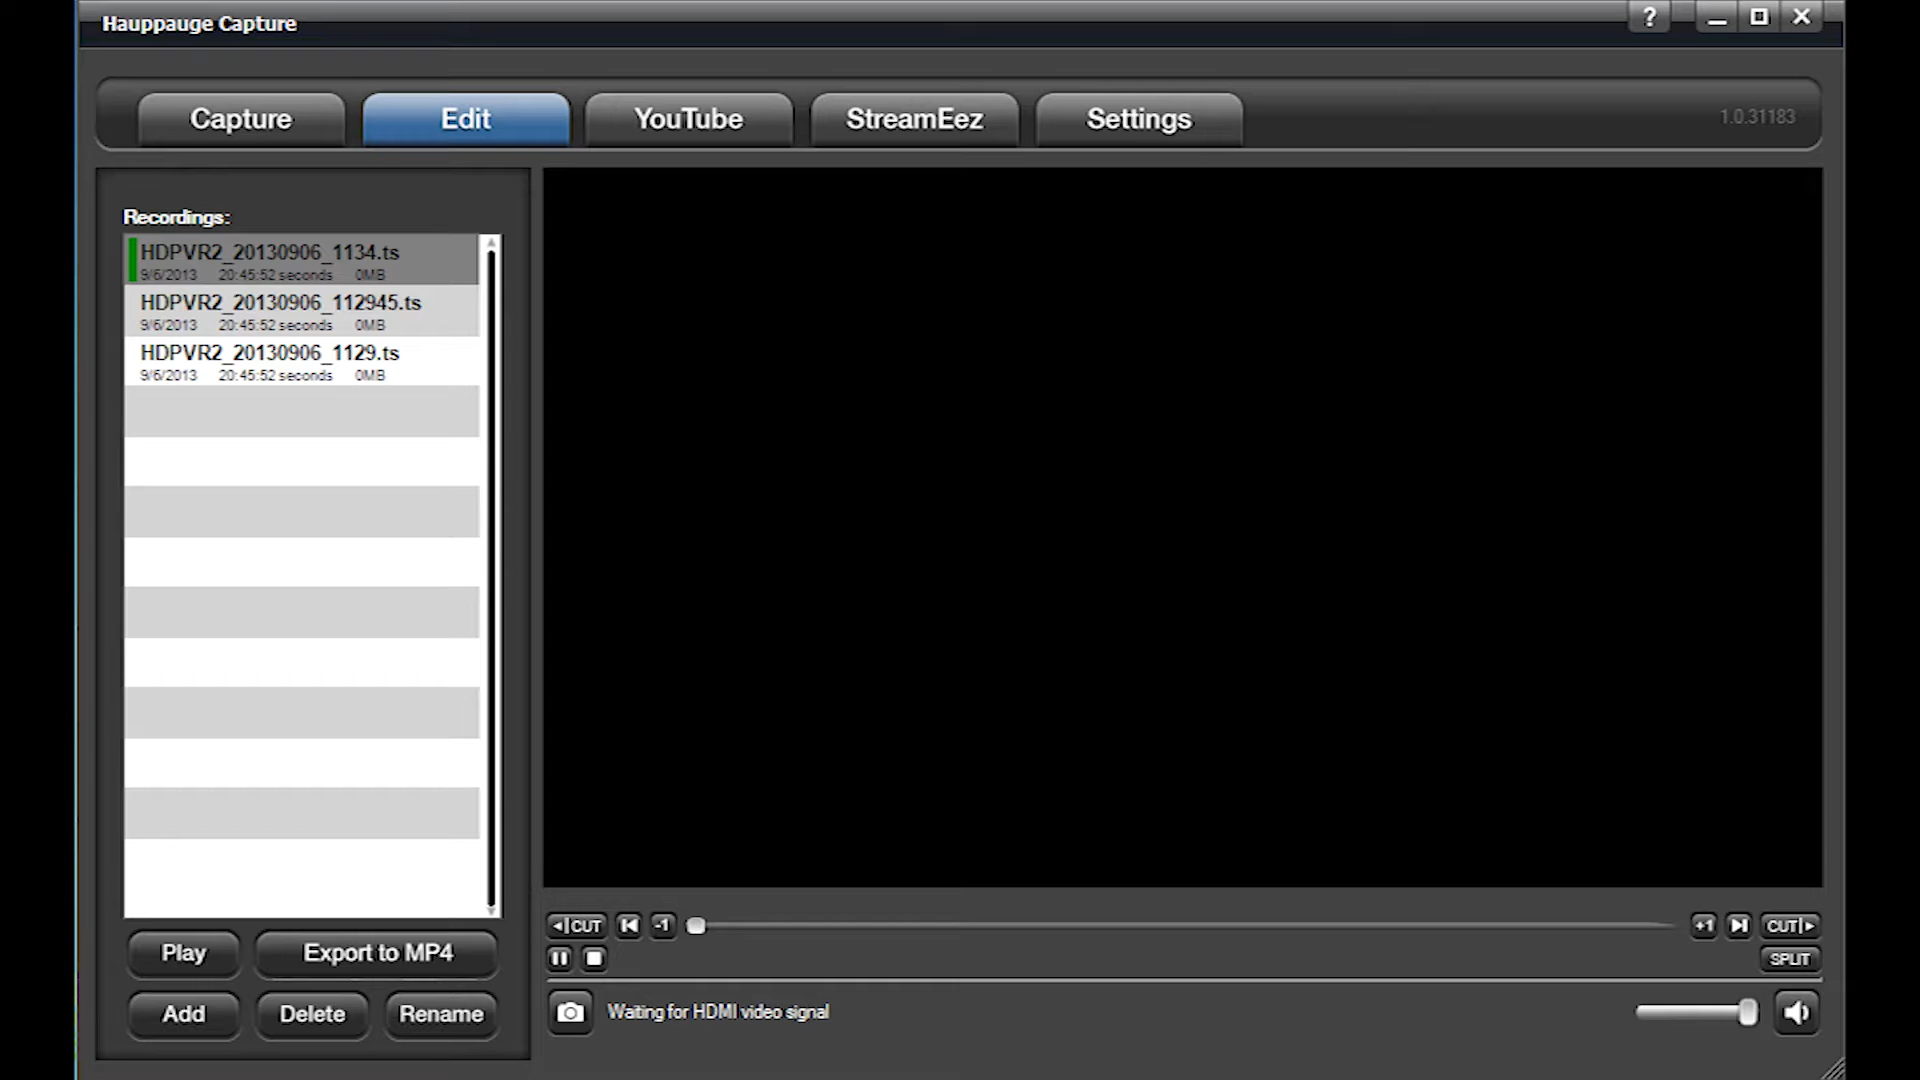 Hauppauge Capture
?
Capture
Edit
YouTube
StreamEez
Settings
1.0.31183
Recordings:
HDPVR2_20130906_1134.ts
9/6/2013 20:45:52 seconds 0MB
HDPVR2_20130906_112945.ts
9/6/2013 20:45:52 seconds 0MB
HDPVR2_20130906_1129.ts
9/6/2013 20:45:52 seconds 0MB
CUT
-1
+1
CUT
SPLIT
Play
Export to MP4
Add
Delete
Rename
Waiting for HDMI video signal